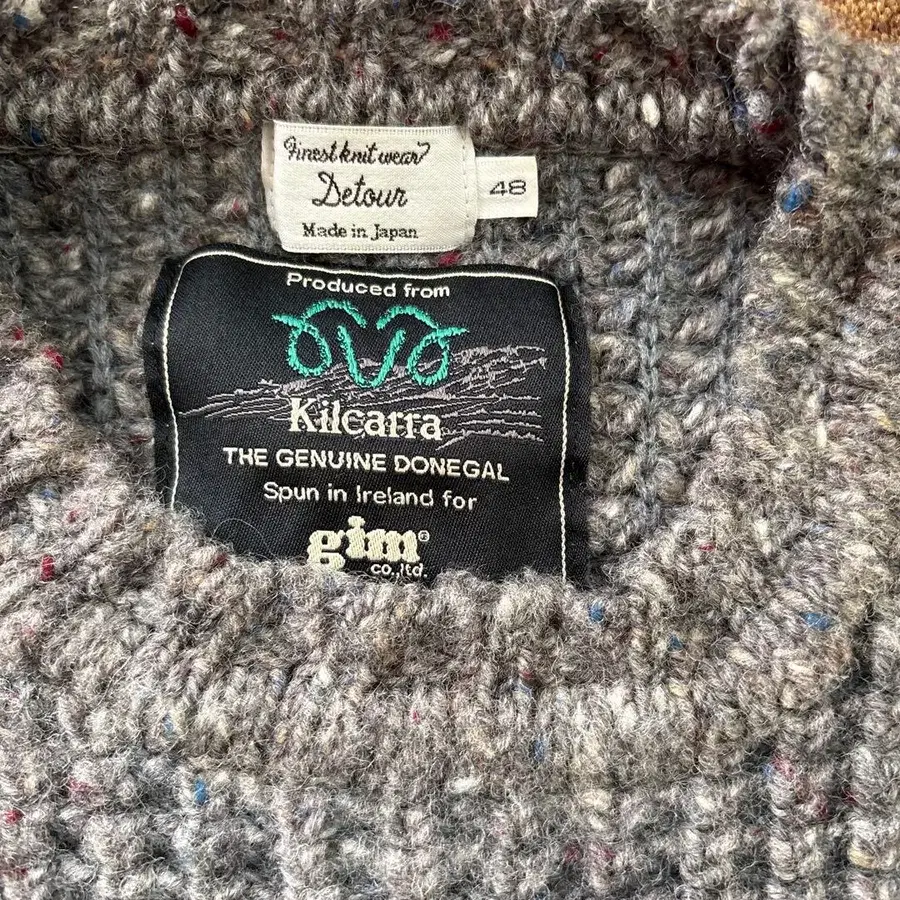 Finest knit wear
Detour
Made in Japan
48
Produced from
Kilcarra
THE GENUINE DONEGAL
Spun in Ireland for
gim®
co.,ltd.